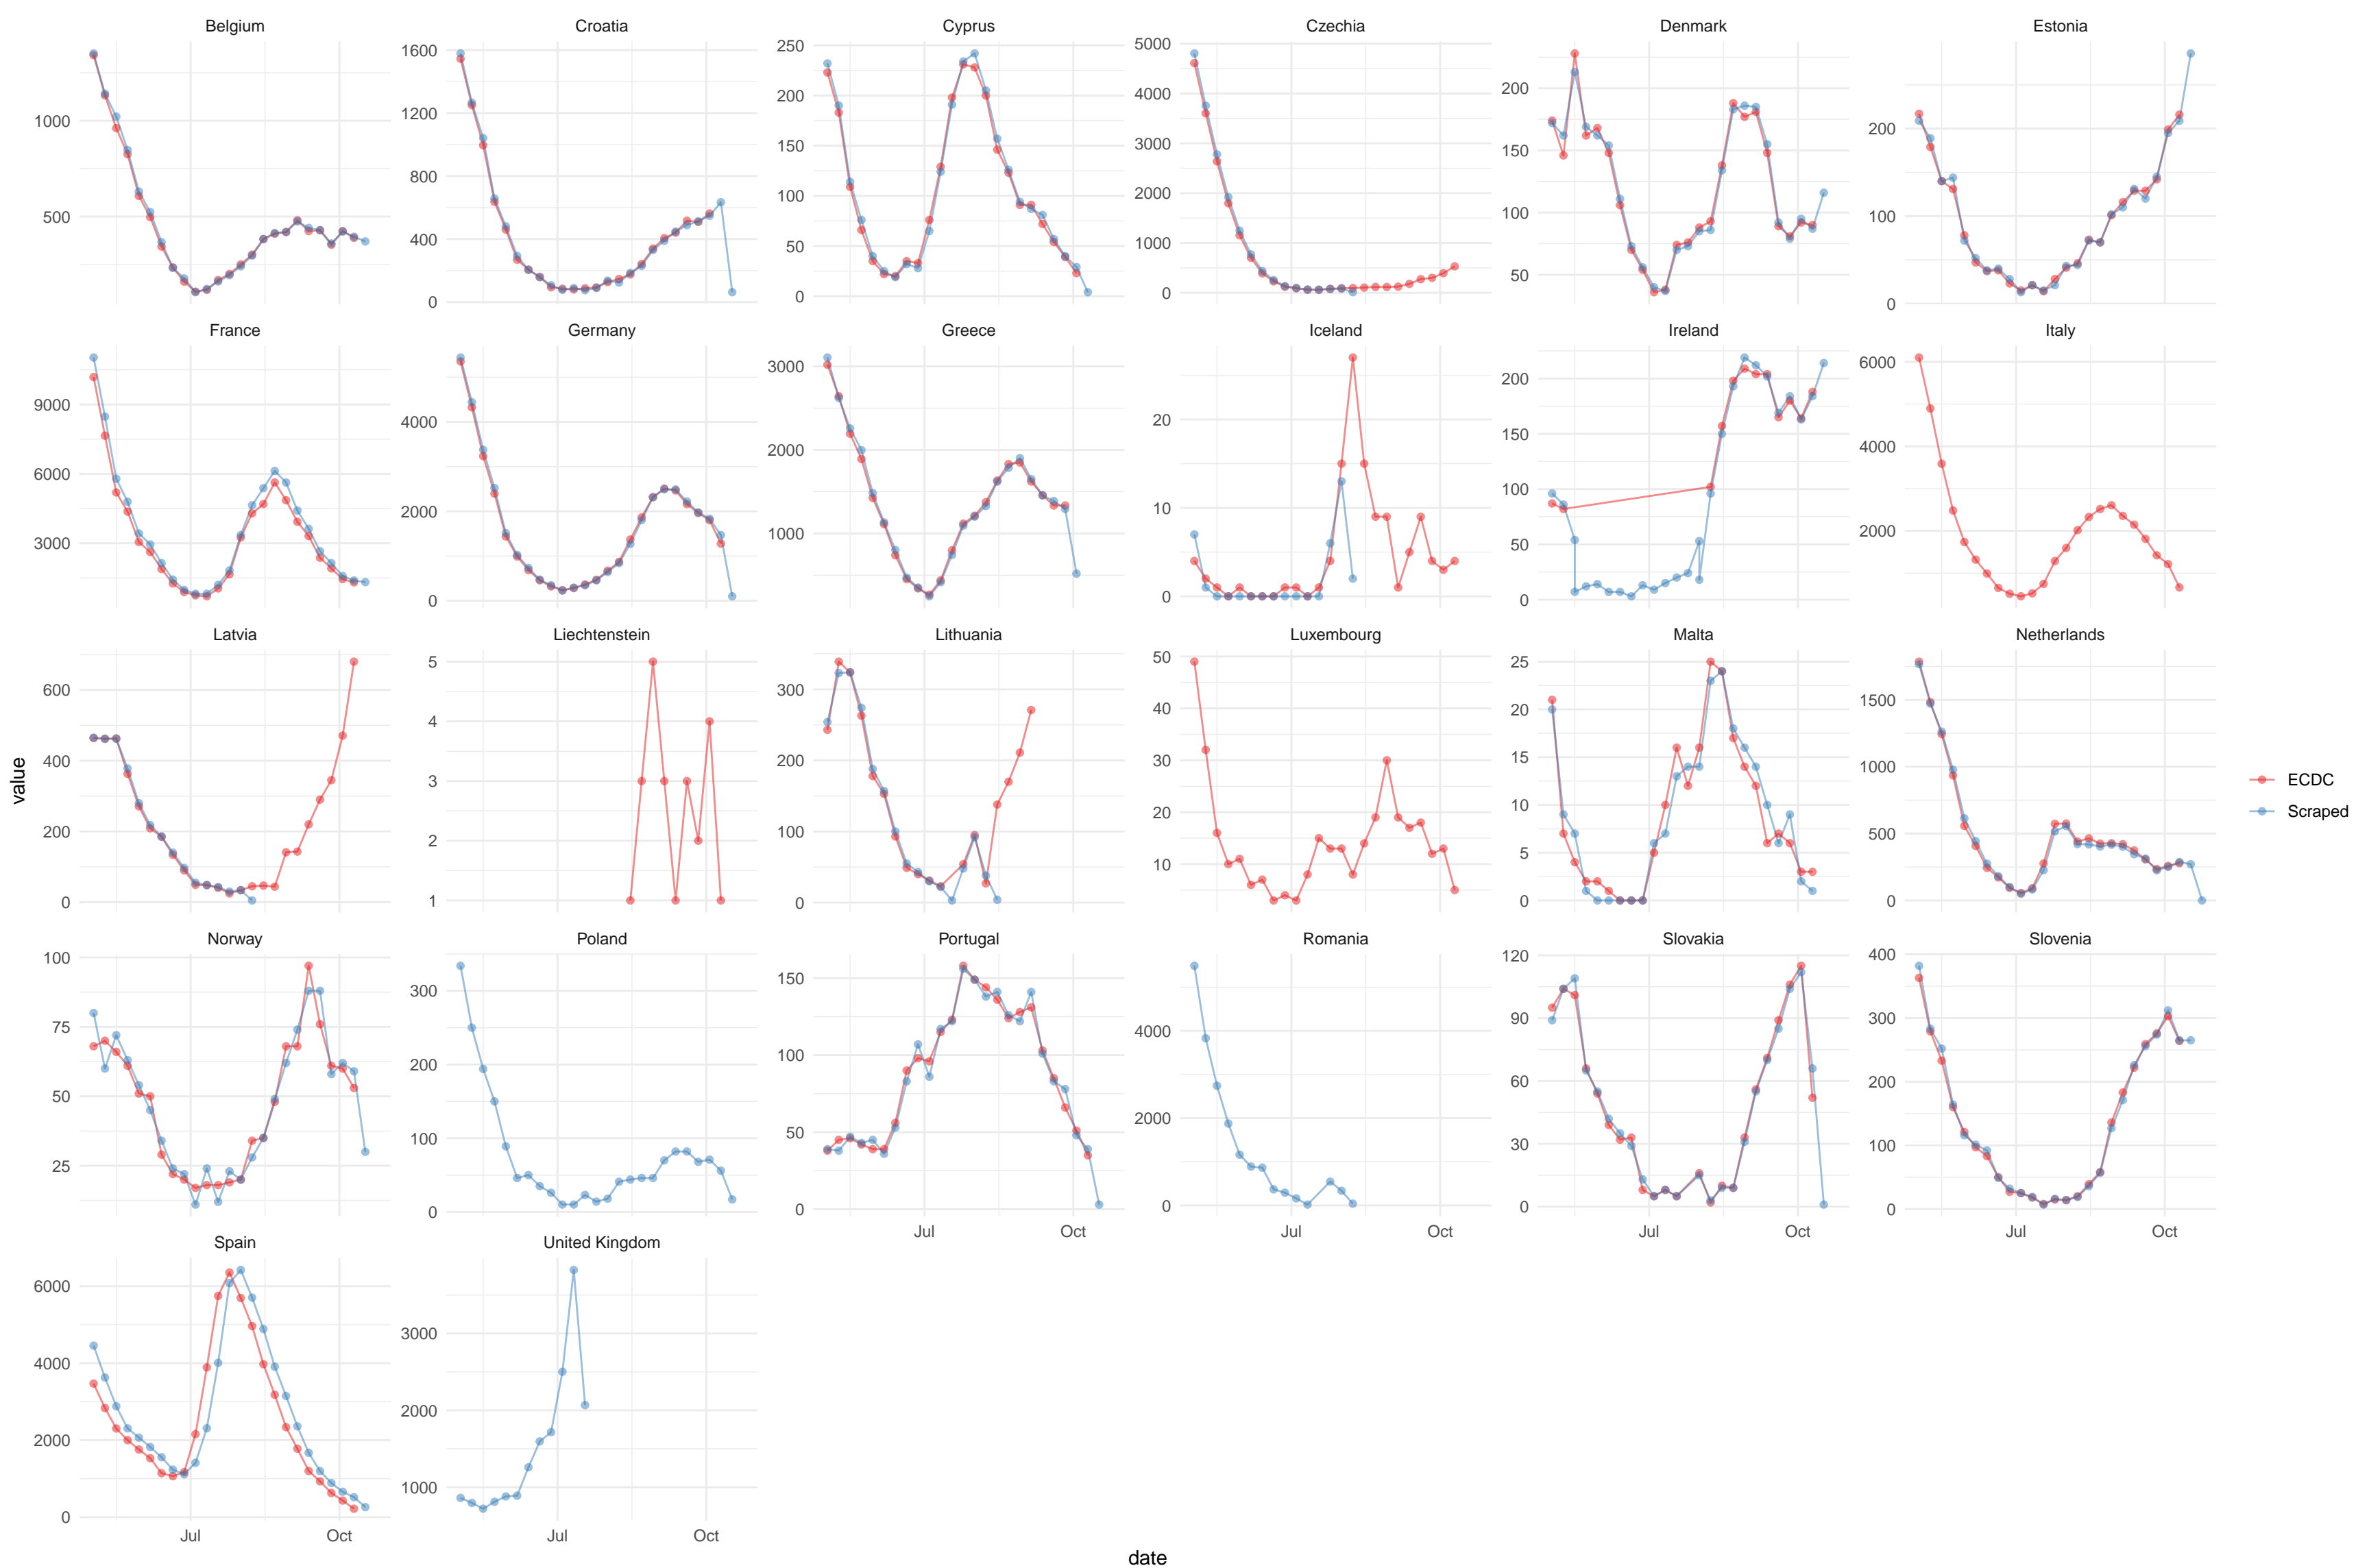 Belgium
Croatia
Cyprus
Czechia
Denmark
Estonia
1000
500
1600
1200
800
400
0
250
200
150
100
50
0
5000
4000
3000
2000
1000
0
200
150
100
50
200
100
0
France
Germany
Greece
Iceland
Ireland
Italy
9000
6000
3000
4000
2000
0
3000
2000
1000
20
10
0
200
150
100
50
0
6000
4000
2000
Latvia
Liechtenstein
Lithuania
Luxembourg
Malta
Netherlands
600
400
200
0
5
4
3
2
1
300
200
100
0
50
40
30
20
10
25
20
15
10
5
0
1500
1000
500
0
value
ECDC
Scraped
Norway
Poland
Portugal
Romania
Slovakia
Slovenia
100
75
50
25
300
200
100
0
150
100
50
0
4000
2000
0
120
90
60
30
0
400
300
200
100
0
Jul
Oct
Jul
Oct
Jul
Oct
Jul
Oct
Spain
United Kingdom
6000
4000
2000
0
3000
2000
1000
Jul
Oct
Jul
Oct
date